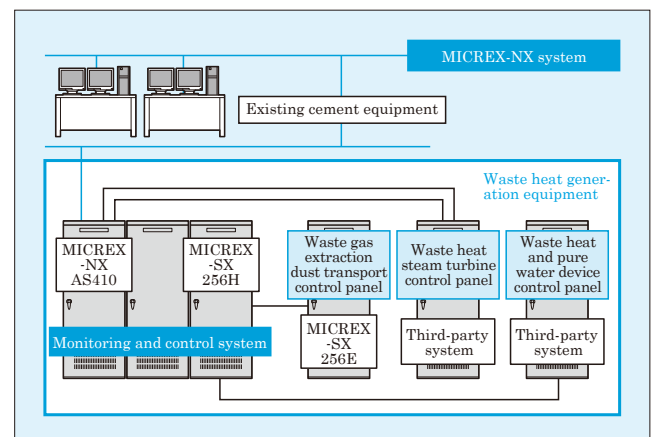 MICREX-NX system
Existing cement equipment
Waste heat gener-
ation equipment
MICREX
-NX
AS410
MICREX
-SX
256H
Waste gas
extraction
dust transport
control panel
Waste heat
steam turbine
control panel
Waste heat
and pure
water device
control panel
Monitoring and control system
MICREX
-SX
256E
Third-party
system
Third-party
system